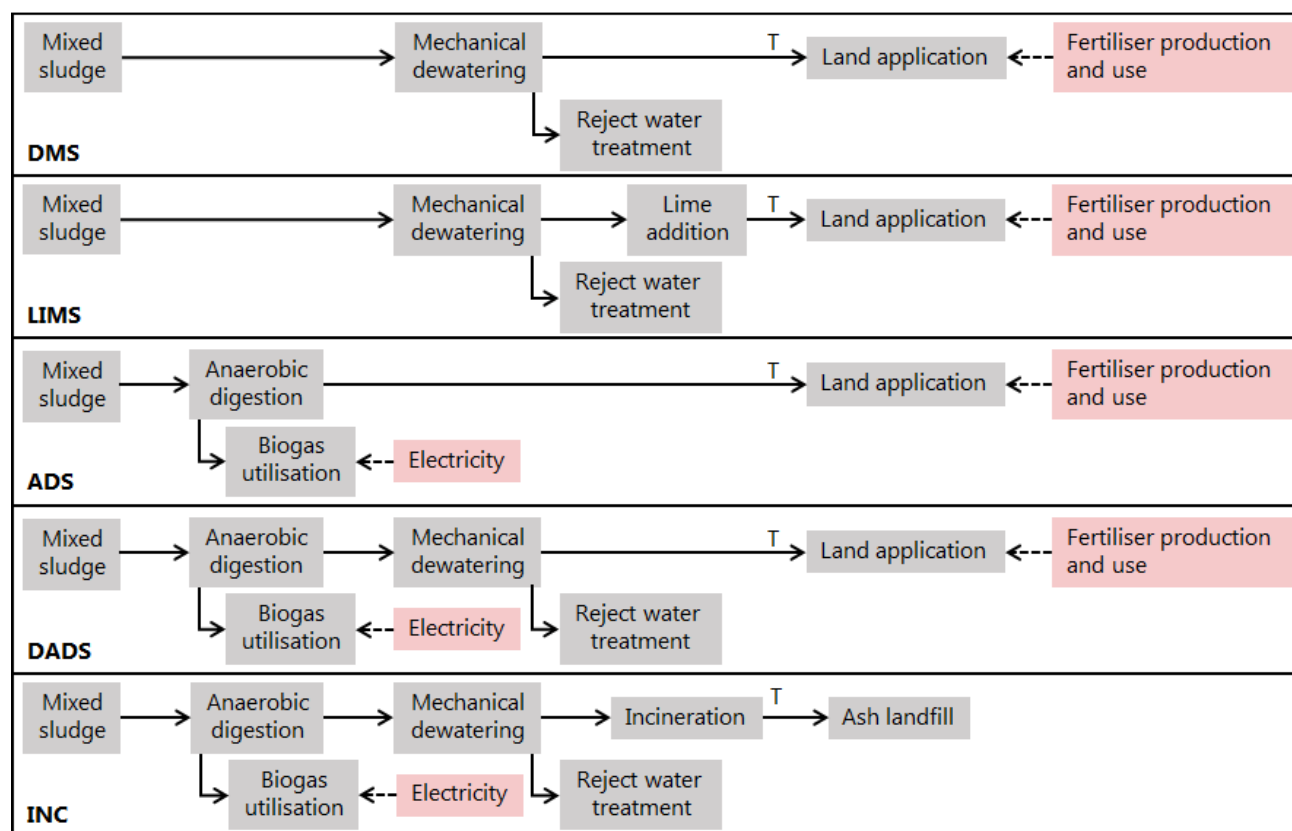 Mixed
sludge
Mechanical
dewatering
T
Land application
Fertiliser production
and use
Reject water
treatment
DMS
Mixed
sludge
Mechanical
dewatering
Lime
addition
T
Land application
Fertiliser production
and use
Reject water
treatment
LIMS
Mixed
sludge
Anaerobic
digestion
T
Land application
Fertiliser production
and use
Biogas
utilisation
Electricity
ADS
Mixed
sludge
Anaerobic
digestion
Mechanical
dewatering
T
Land application
Fertiliser production
and use
Biogas
utilisation
Electricity
Reject water
treatment
DADS
Mixed
sludge
Anaerobic
digestion
Mechanical
dewatering
Incineration
T
Ash landfill
Biogas
utilisation
Electricity
Reject water
treatment
INC